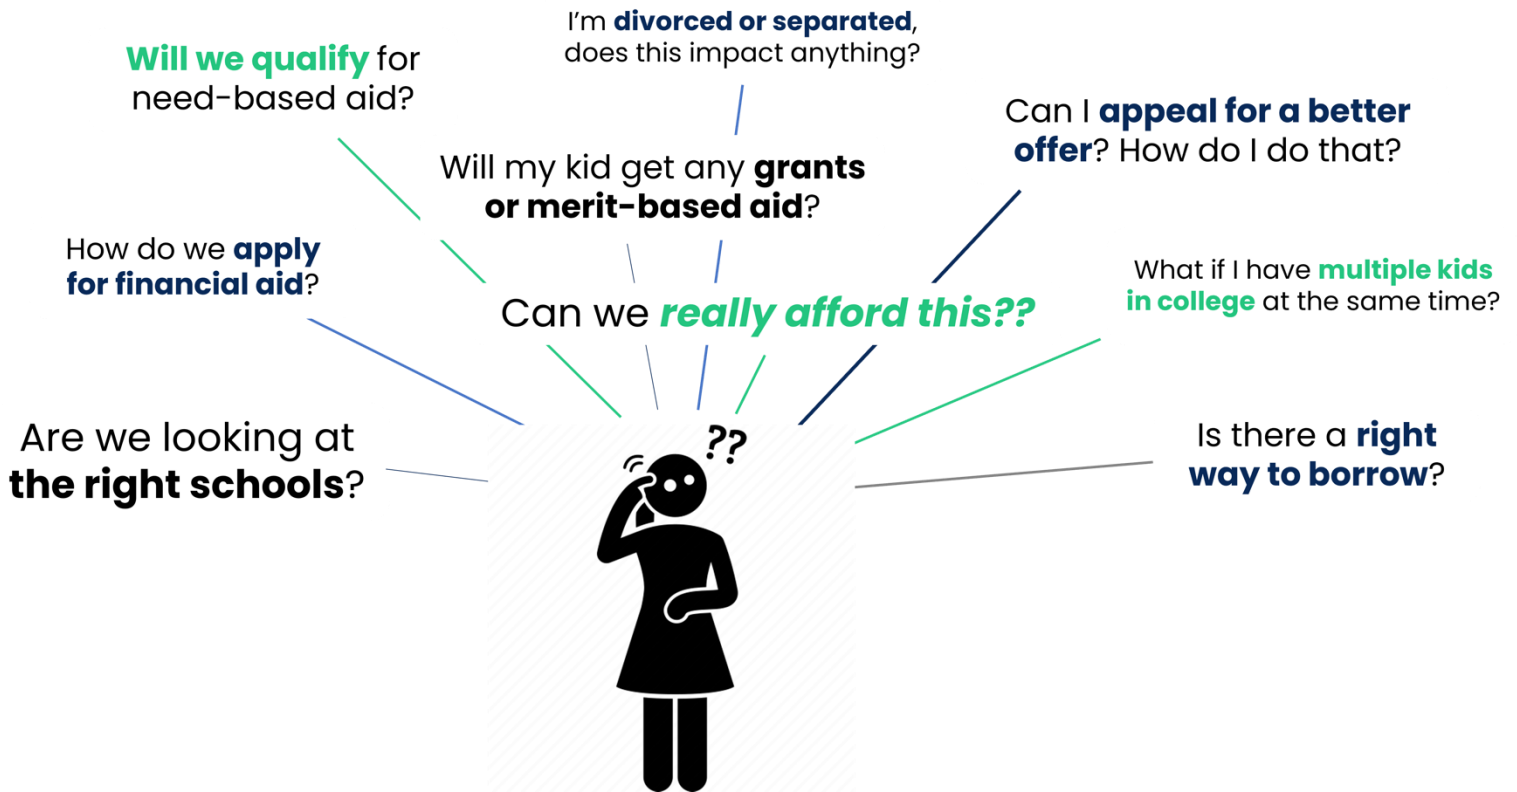 I'm divorced or separated,
does this impact anything?
Will we qualify for
need-based aid?
Can I appeal for a better
offer? How do I do that?
Will my kid get any grants
or merit-based aid?
How do we apply
for financial aid?
What if I have multiple kids
in college at the same time?
Can we really afford this??
Are we looking at
the right schools?
Is there a right
way to borrow?
??